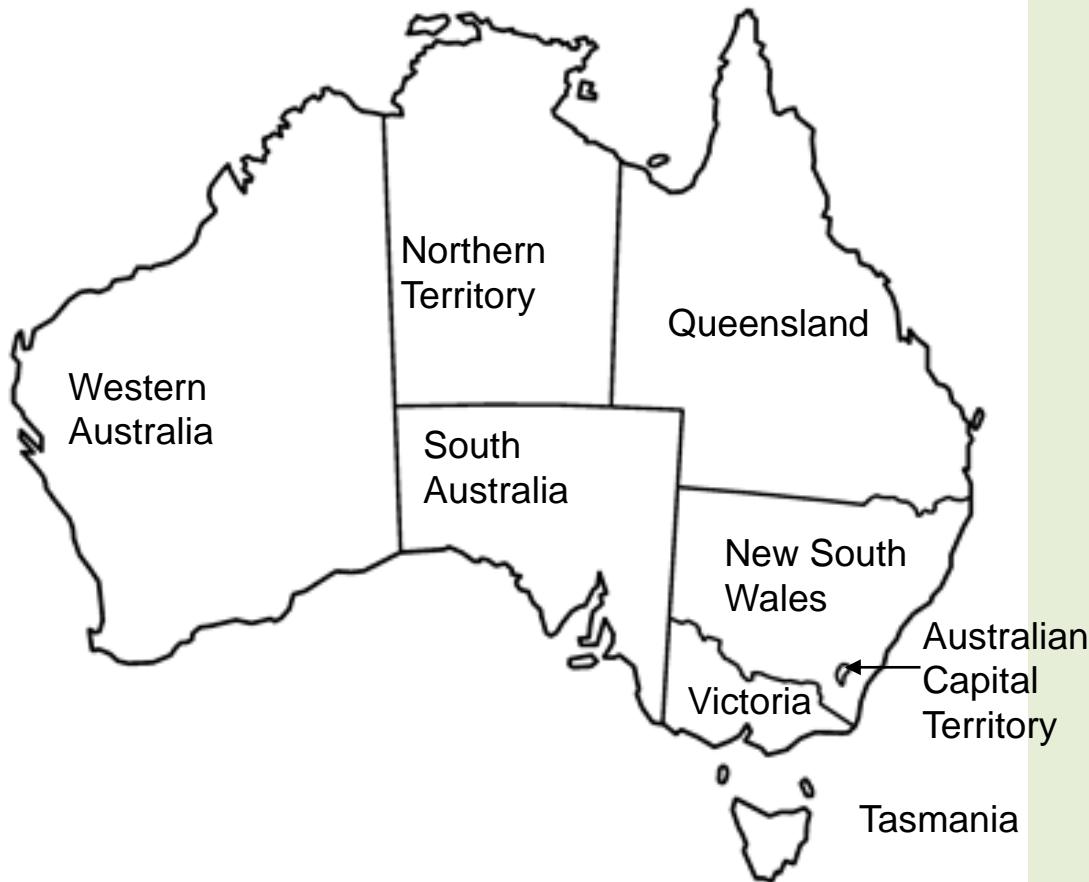 Northern
Territory
Queensland
Western
Australia
South
Australia
New South
Wales
Australian
Capital
Territory
Victoria
Tasmania